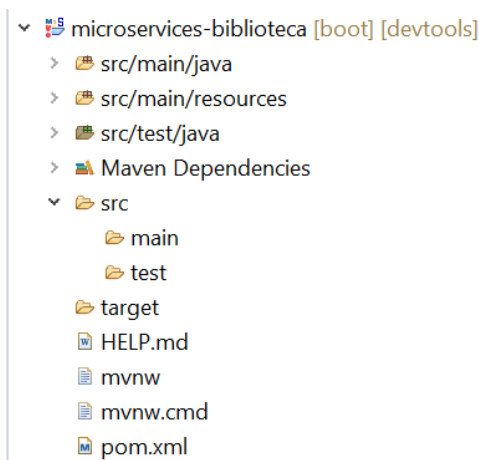 microservices-biblioteca [boot] [devtools]
src/main/java
src/main/resources
src/test/java
Maven Dependencies
src
main
test
target
HELP.md
mvnw
mvnw.cmd
pom.xml